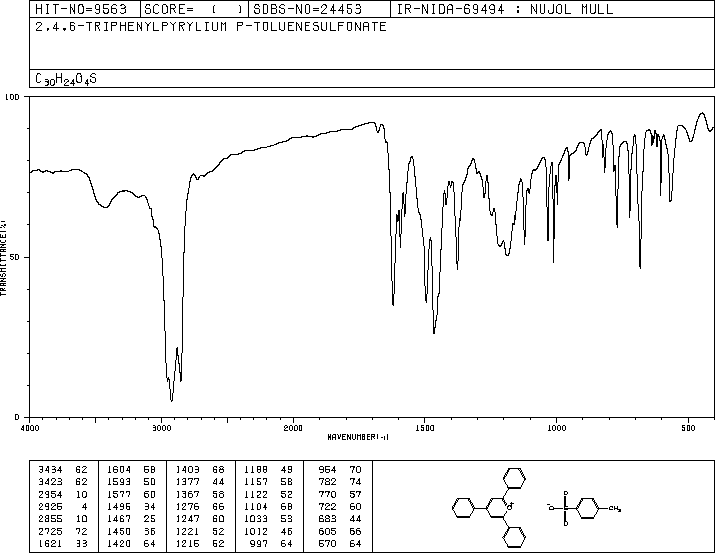 HIT-NO=9563 SCORE= ( ) SDBS-NO=24453 IR-NIDA-69494 : NUJOL MULL
2,4,6-TRIPHENYLPYRYLIUM P-TOLUENESULFONATE
C30H24O4S
100
TRANSMITTANCE(%)
50
0
4000 3000 2000 1500 1000 500
WAVENUMBER(-1)
3434 62 1604 58 1403 68 1188 49 954 70
3423 62 1593 50 1377 44 1157 58 782 74
2954 10 1577 60 1367 58 1122 52 770 57
2925 4 1496 34 1276 66 1104 68 722 60
2855 10 1467 25 1247 60 1033 53 683 44
2725 72 1450 36 1221 52 1012 46 605 66
1621 33 1420 64 1216 52 997 64 570 64
O+ -O S O O CH3